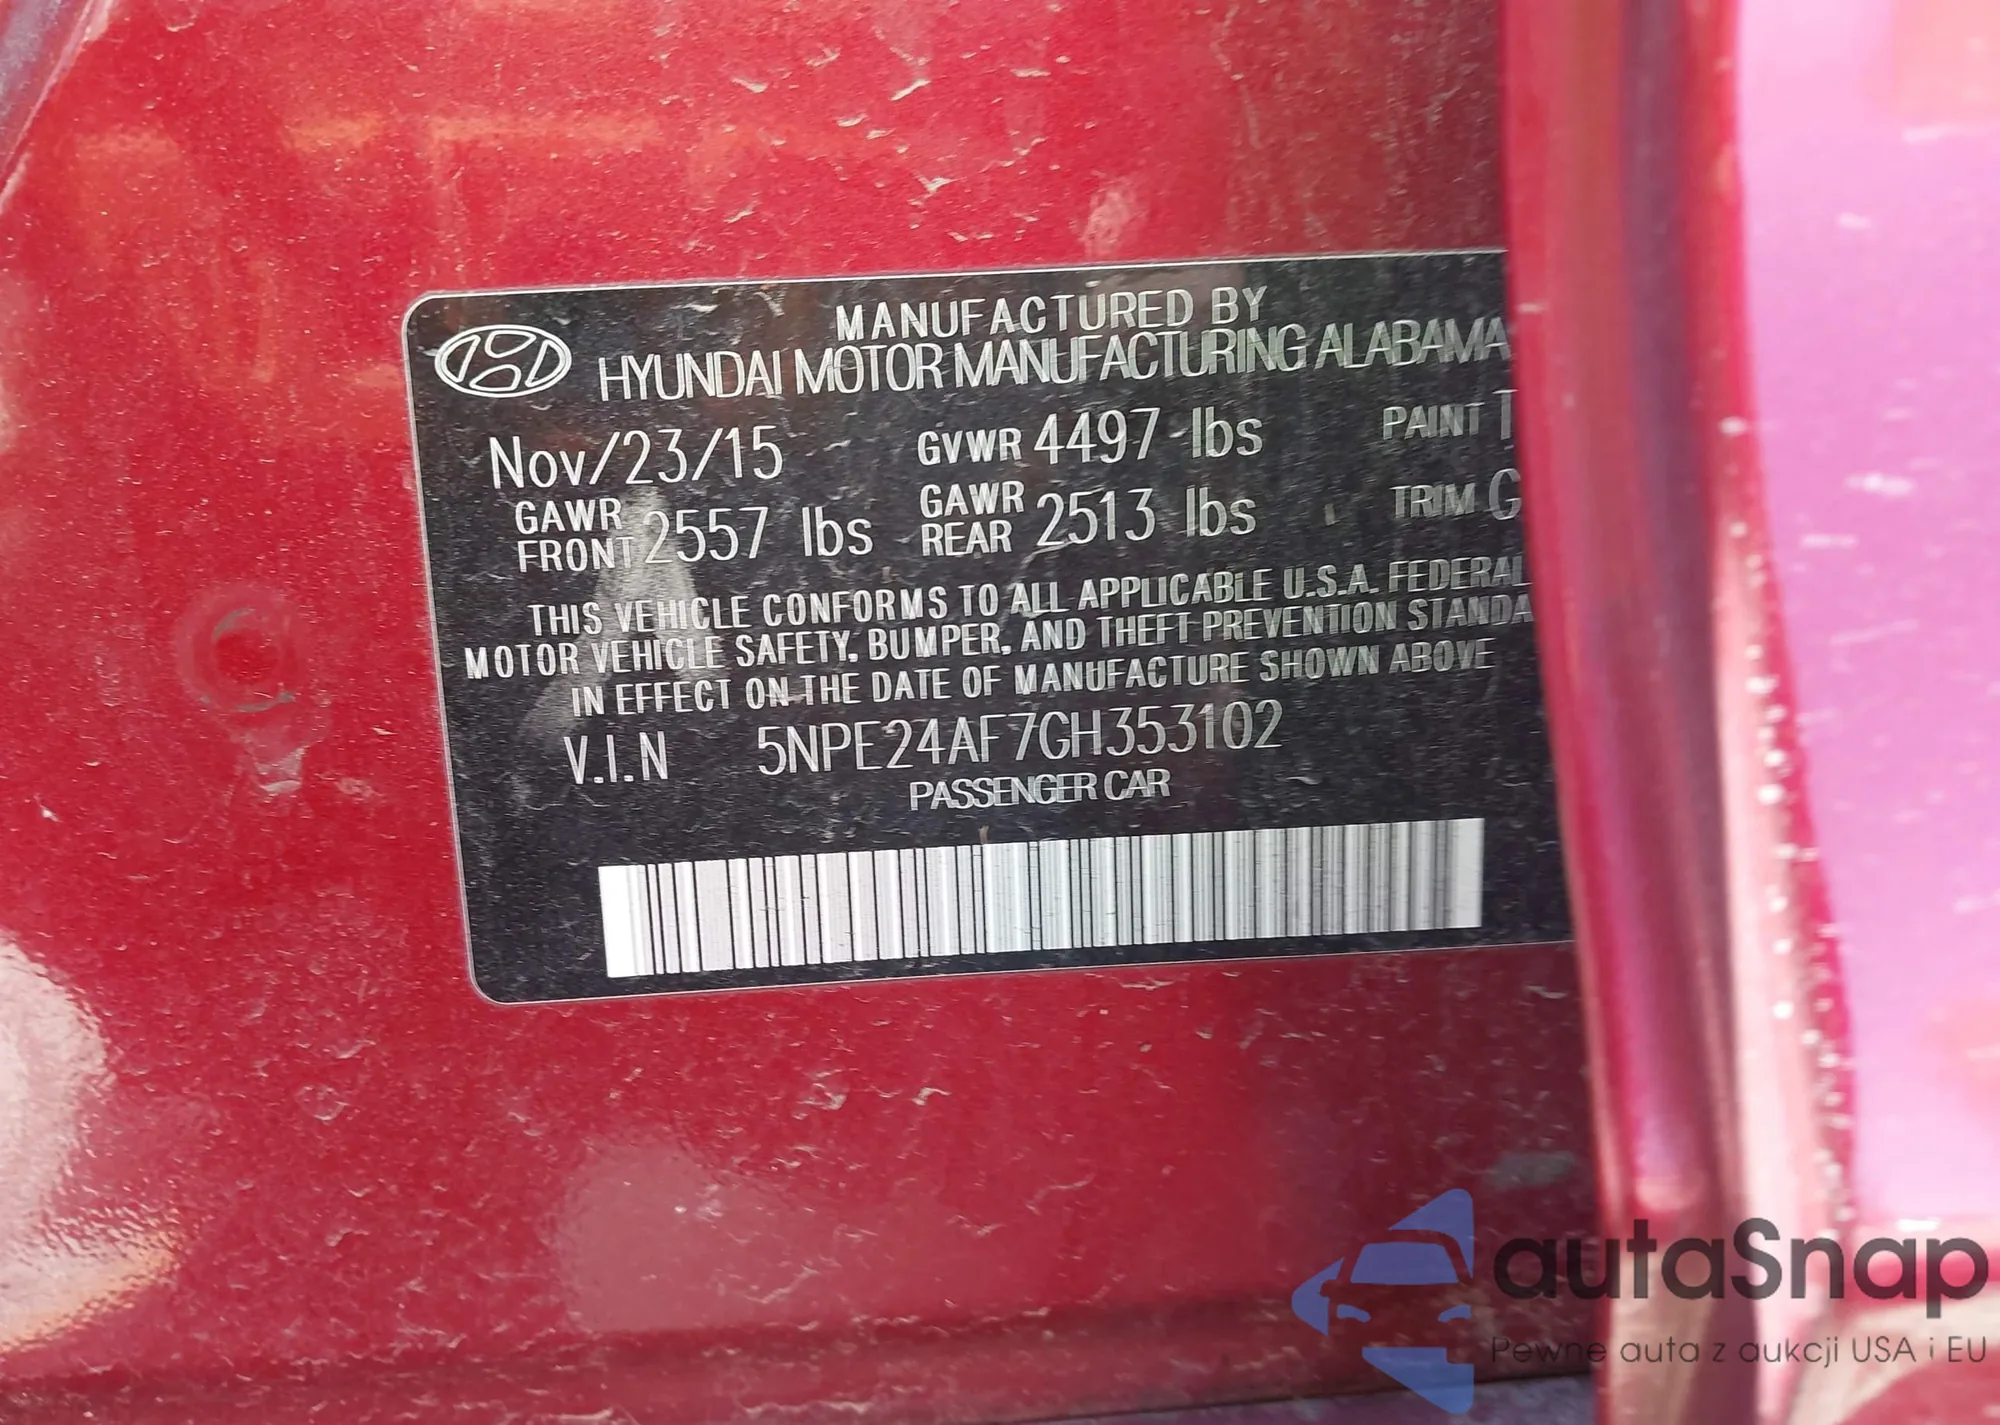 MANUFACTURED BY
HYUNDAI MOTOR MANUFACTURING ALABAMA
Nov/23/15 GVWR 4497 lbs PAINT T
GAWR FRONT 2557 lbs GAWR REAR 2513 lbs TRIM G
THIS VEHICLE CONFORMS TO ALL APPLICABLE U.S.A. FEDERAL
MOTOR VEHICLE SAFETY, BUMPER, AND THEFT PREVENTION STANDA
IN EFFECT ON THE DATE OF MANUFACTURE SHOWN ABOVE
V.I.N 5NPE24AF7GH353102
PASSENGER CAR
autaSnap
Pewne auta z aukcji USA i EU